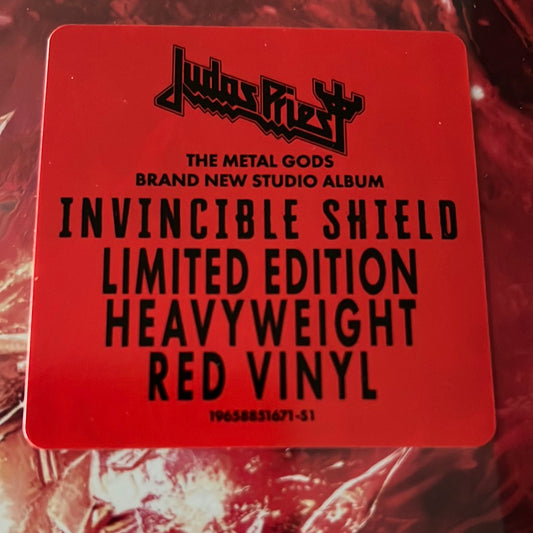 Judas Priest
THE METAL GODS
BRAND NEW STUDIO ALBUM
INVINCIBLE SHIELD
LIMITED EDITION
HEAVYWEIGHT
RED VINYL
19658851671-S1